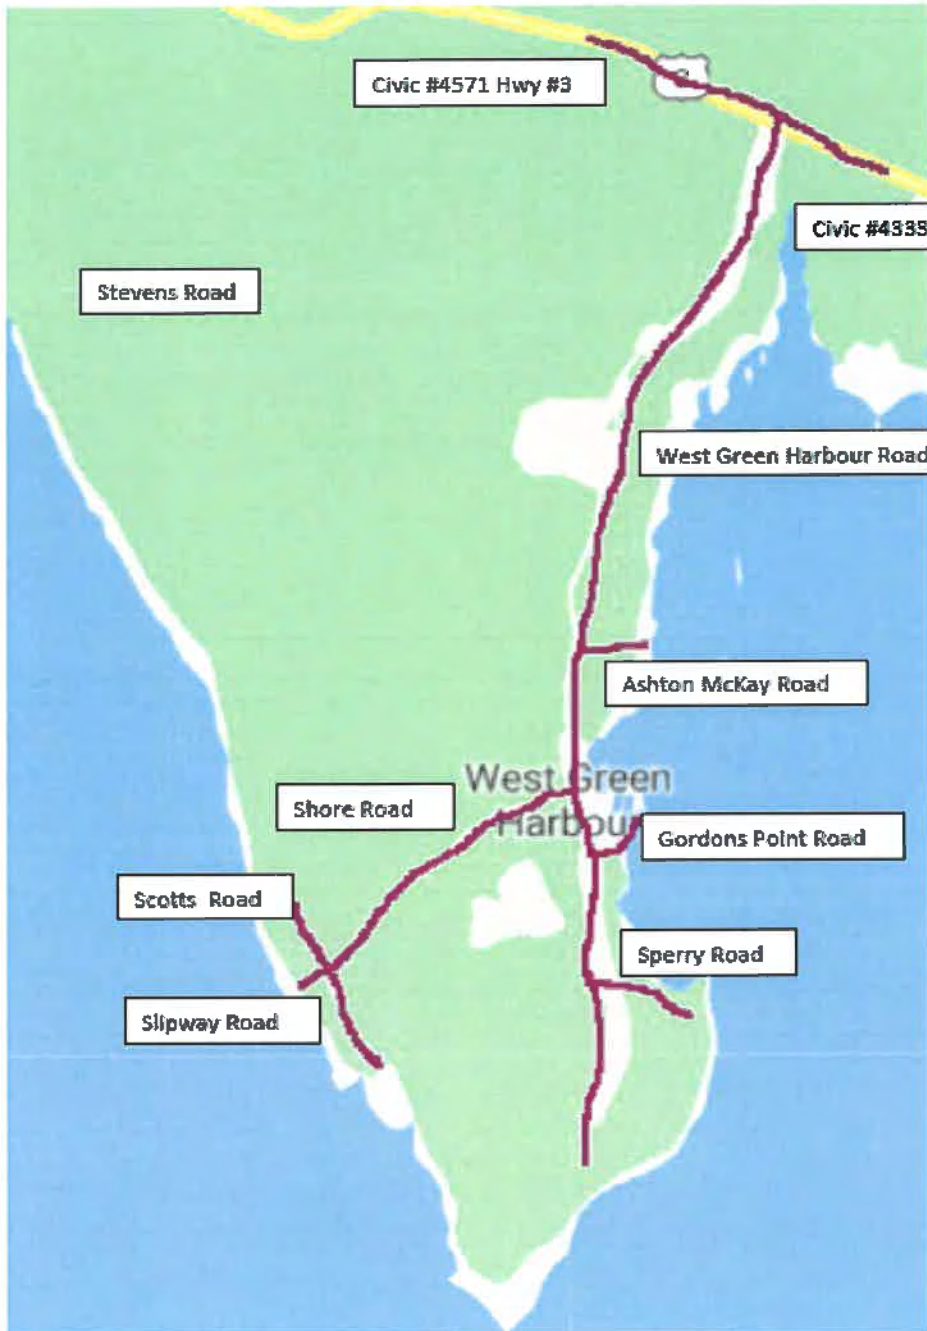 Civic #4571 Hwy #3
3
Civic #4333
Stevens Road
West Green Harbour Road
Ashton McKay Road
West Green
Harbour
Shore Road
Gordons Point Road
Scotts Road
Sperry Road
Slipway Road